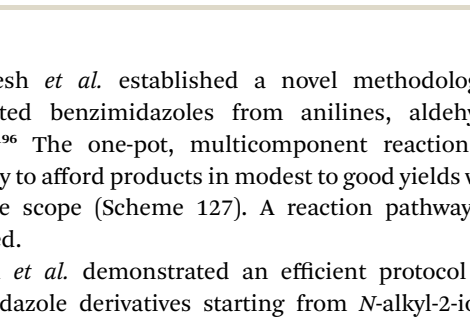 esh et al. established a novel methodolog
ted benzimidazoles from anilines, aldehy
196 The one-pot, multicomponent reaction
y to afford products in modest to good yields
e scope (Scheme 127). A reaction pathway
ed.
et al. demonstrated an efficient protocol
dazole derivatives starting from N-alkyl-2-io